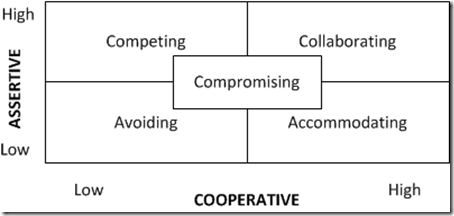 High
Competing
Collaborating
Compromising
ASSERTIVE
Avoiding
Accommodating
Low
Low
High
COOPERATIVE